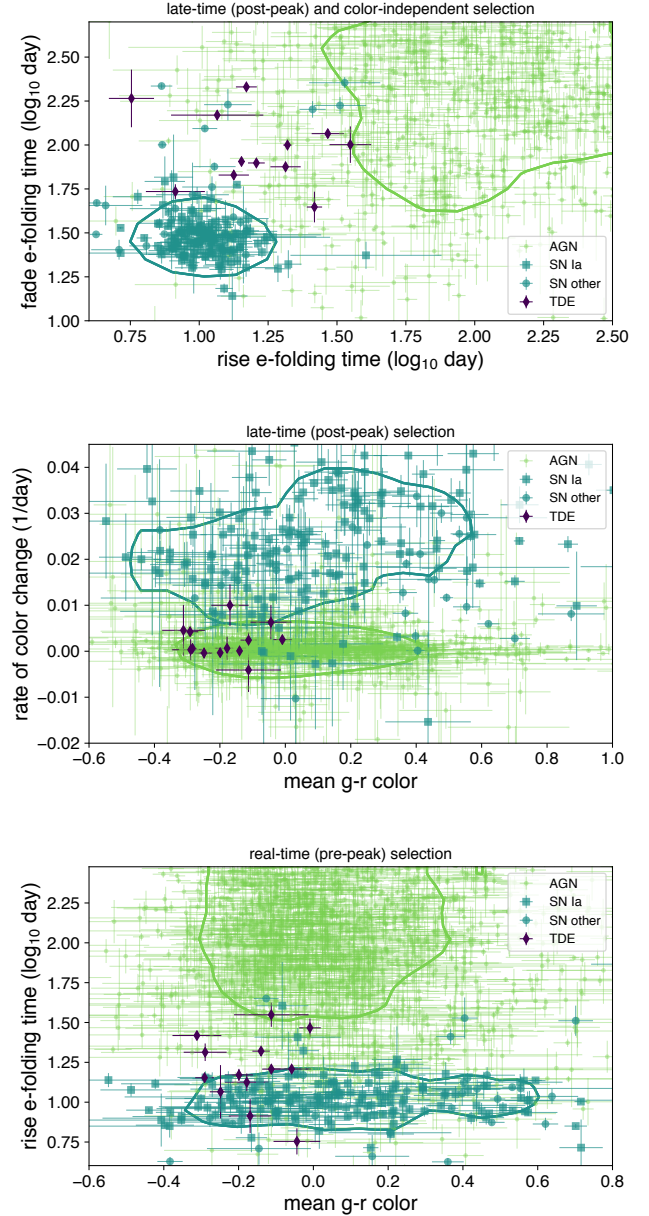 late-time (post-peak) and color-independent selection
fade e-folding time (log10 day)
2.50
2.25
2.00
1.75
1.50
1.25
1.00
AGN
SN Ia
SN other
TDE
0.75 1.00 1.25 1.50 1.75 2.00 2.25 2.50
rise e-folding time (log10 day)
late-time (post-peak) selection
rate of color change (1/day)
0.04
0.03
0.02
0.01
0.00
−0.01
−0.02
AGN
SN Ia
SN other
TDE
−0.6 −0.4 −0.2 0.0 0.2 0.4 0.6 0.8 1.0
mean g-r color
real-time (pre-peak) selection
rise e-folding time (log10 day)
2.25
2.00
1.75
1.50
1.25
1.00
0.75
AGN
SN Ia
SN other
TDE
−0.6 −0.4 −0.2 0.0 0.2 0.4 0.6 0.8
mean g-r color